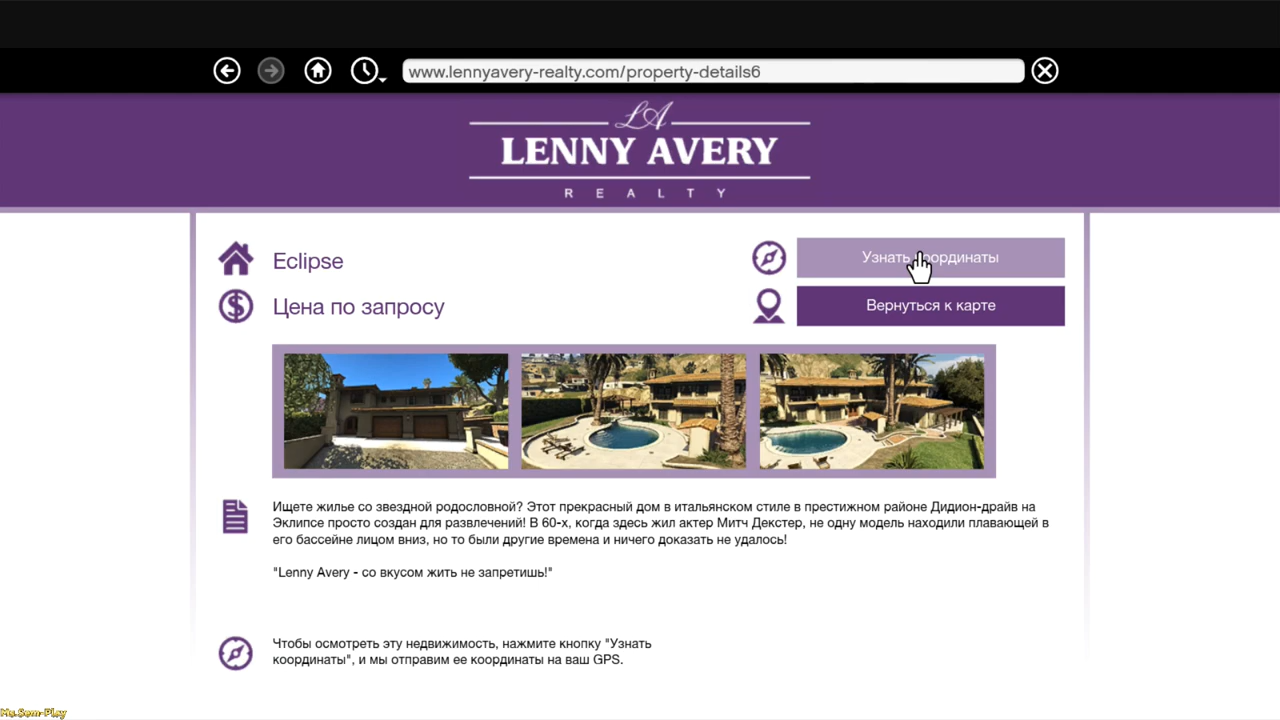 www.lennyavery-realty.com/property-details6
LA
LENNY AVERY
REALTY
Eclipse
Узнать координаты
Цена по запросу
Вернуться к карте
Ищете жилье со звездной родословной? Этот прекрасный дом в итальянском стиле в престижном районе Дидион-драйв на
Эклипсе просто создан для развлечений! В 60-х, когда здесь жил актер Митч Декстер, не одну модель находили плавающей в
его бассейне лицом вниз, но то были другие времена и ничего доказать не удалось!
"Lenny Avery - со вкусом жить не запретишь!"
Чтобы осмотреть эту недвижимость, нажмите кнопку "Узнать
координаты", и мы отправим ее координаты на ваш GPS.
Ms.Sem-Play